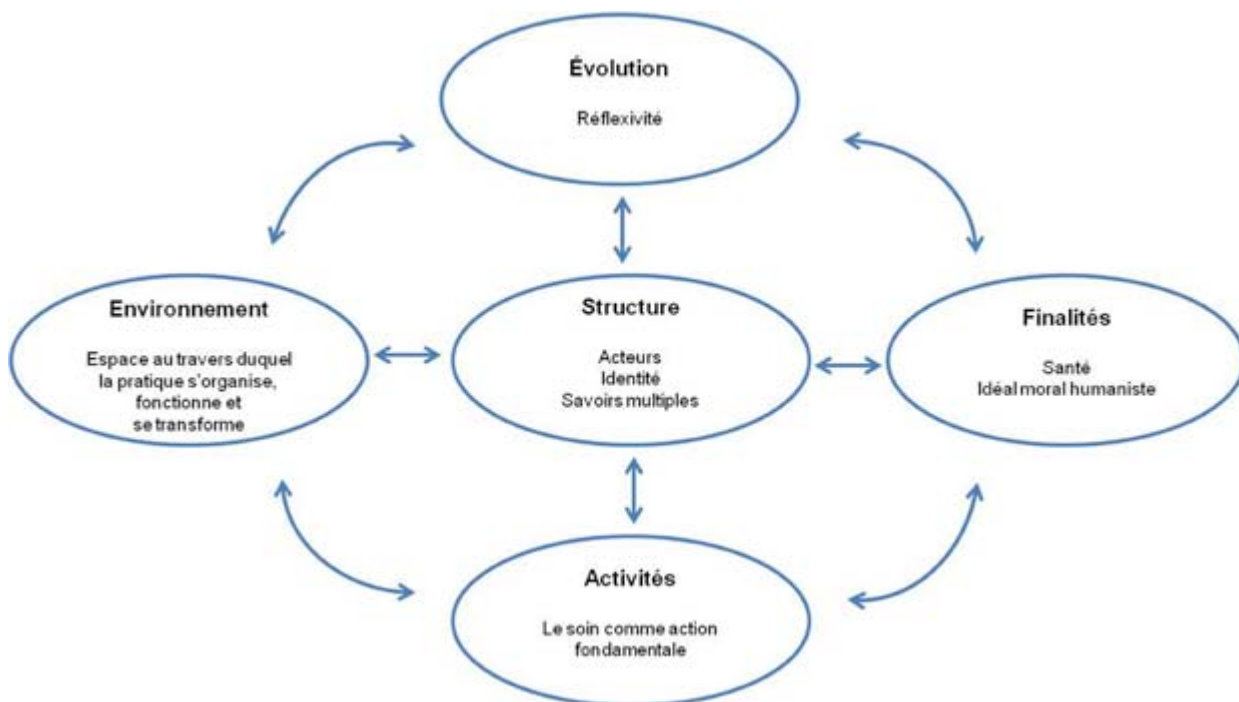 Évolution
Réflexivité
Environnement
Espace au travers duquel
la pratique s'organise,
fonctionne et
se transforme
Structure
Acteurs
Identité
Savoirs multiples
Finalités
Santé
Idéal moral humaniste
Activités
Le soin comme action
fondamentale